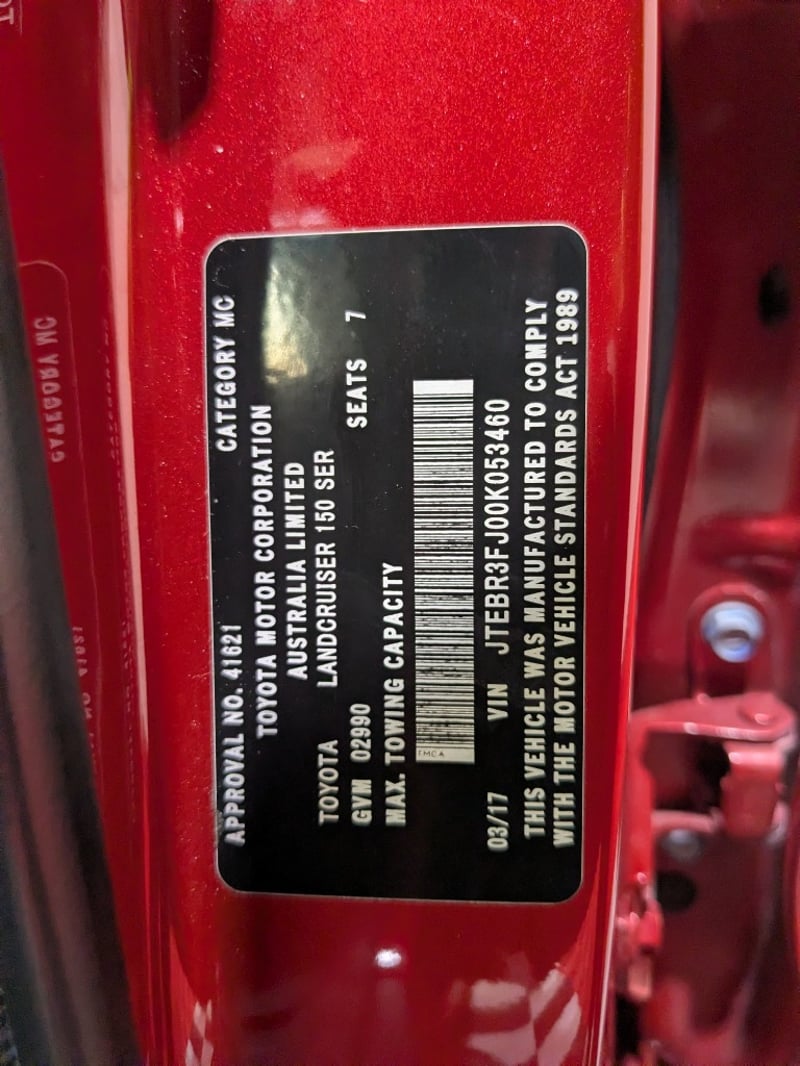 APPROVAL NO. 41621 CATEGORY MC
TOYOTA MOTOR CORPORATION
AUSTRALIA LIMITED
TOYOTA LANDCRUISER 150 SER
GVM 02990 SEATS 7
MAX. TOWING CAPACITY
TMCA
03/17 VIN JTEBR3FJ00K053460
THIS VEHICLE WAS MANUFACTURED TO COMPLY
WITH THE MOTOR VEHICLE STANDARDS ACT 1989